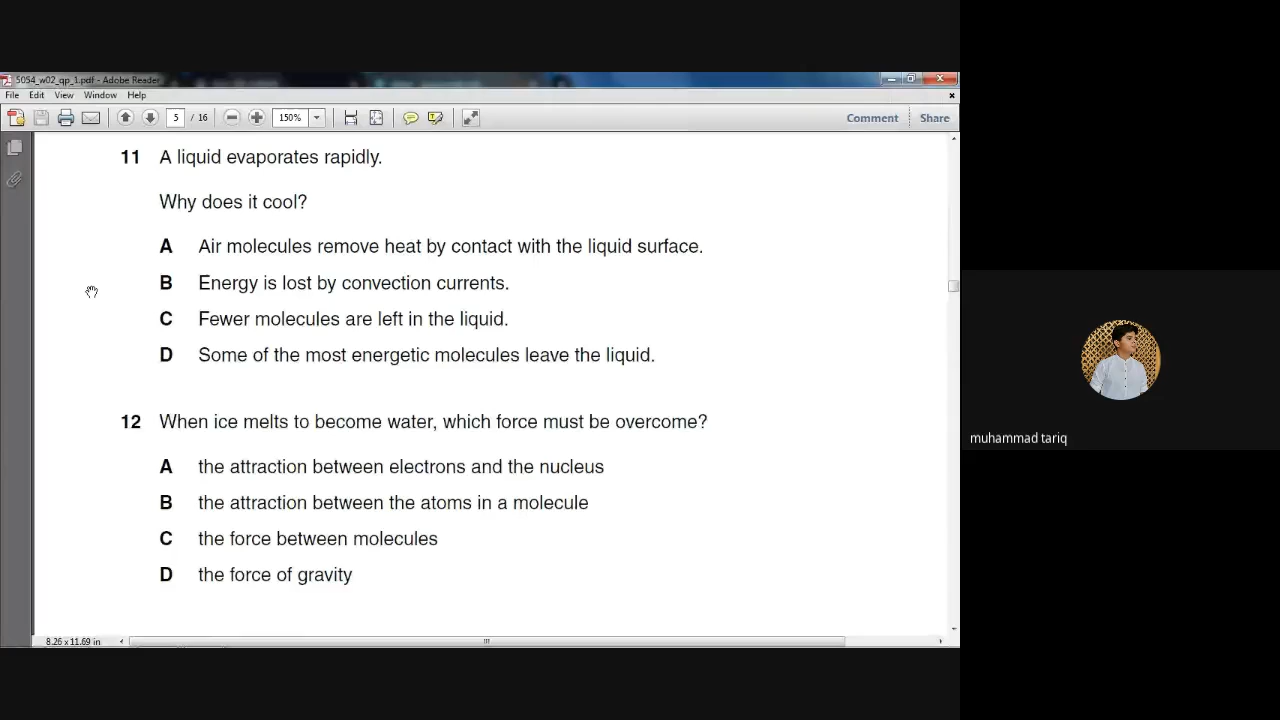 5054_w02_qp_1.pdf - Adobe Reader
File Edit View Window Help
5 / 16 150% Comment Share
11 A liquid evaporates rapidly.
Why does it cool?
A Air molecules remove heat by contact with the liquid surface.
B Energy is lost by convection currents.
C Fewer molecules are left in the liquid.
D Some of the most energetic molecules leave the liquid.
12 When ice melts to become water, which force must be overcome?
A the attraction between electrons and the nucleus
B the attraction between the atoms in a molecule
C the force between molecules
D the force of gravity
8.26 x 11.69 in
muhammad tariq